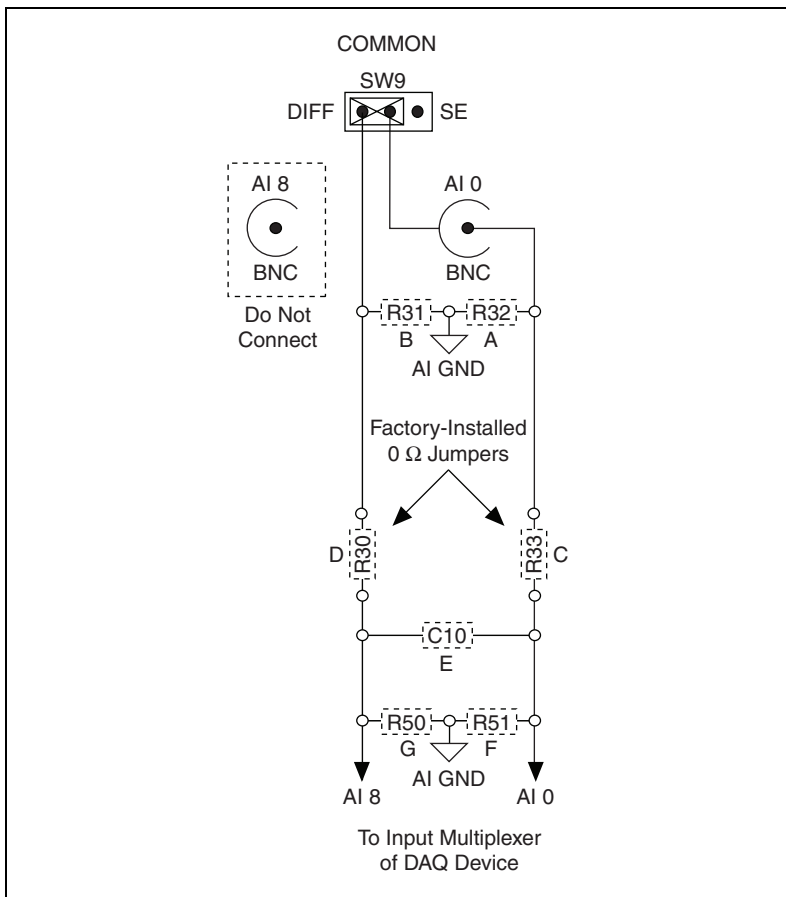 COMMON
SW9
DIFF
SE
AI 8
BNC
Do Not
Connect
AI 0
BNC
R31
R32
B
A
AI GND
Factory-Installed
0 Ω Jumpers
D
R30
R33
C
C10
E
R50
R51
G
F
AI GND
AI 8
AI 0
To Input Multiplexer
of DAQ Device